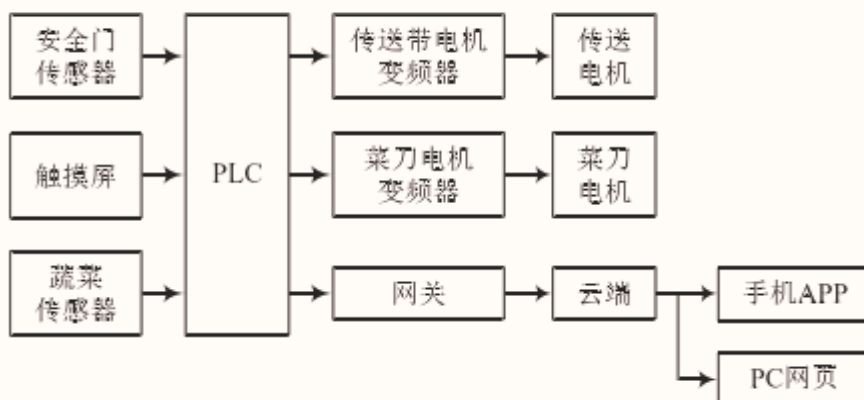 安全门
传感器
触摸屏
蔬菜
传感器
PLC
传送带电机
变频器
传送
电机
菜刀电机
变频器
菜刀
电机
网关
云端
手机APP
PC网页